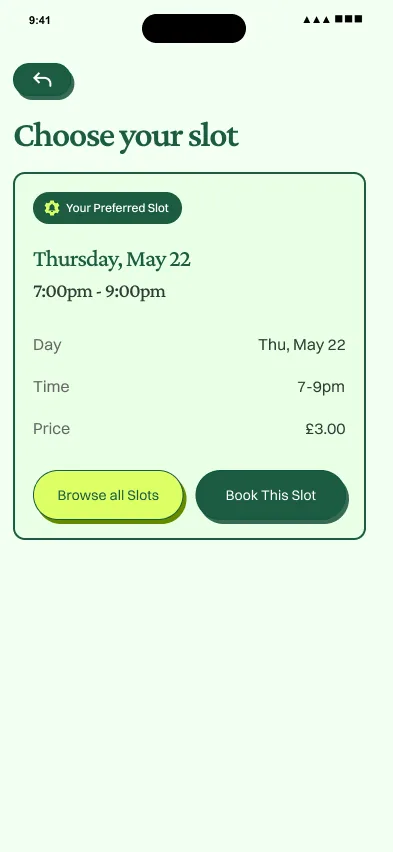 9:41
Choose your slot
Your Preferred Slot
Thursday, May 22
7:00pm - 9:00pm
Day Thu, May 22
Time 7-9pm
Price £3.00
Browse all Slots Book This Slot